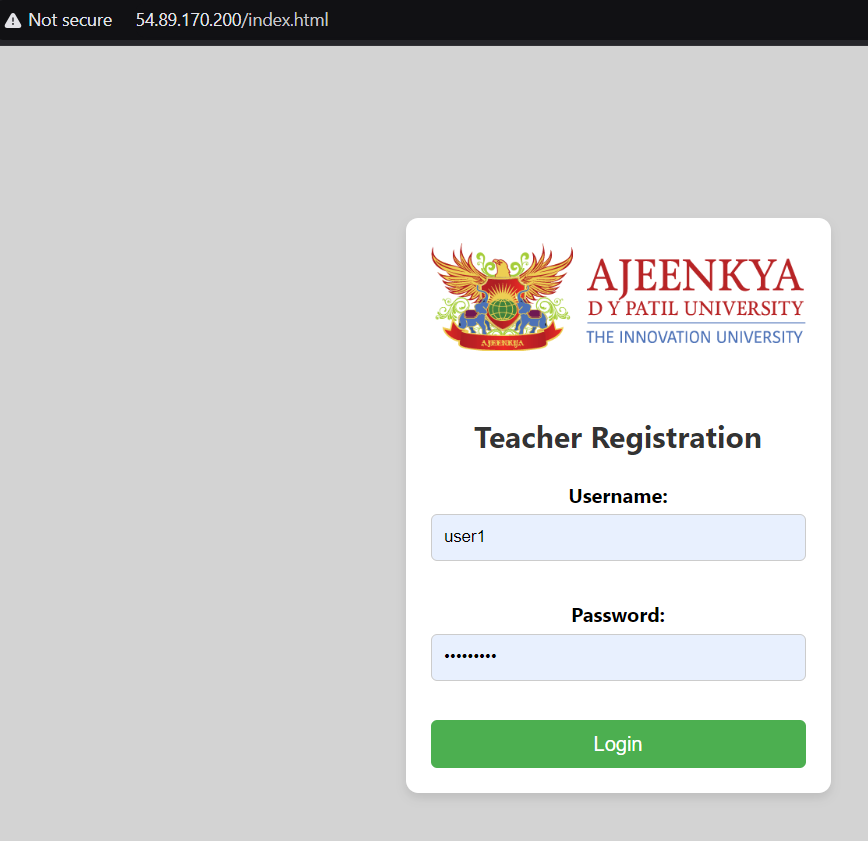 Not secure 54.89.170.200/index.html
AJEENKYA
D Y PATIL UNIVERSITY
THE INNOVATION UNIVERSITY
AJEENKYA
Teacher Registration
Username:
user1
Password:
•••••••••
Login